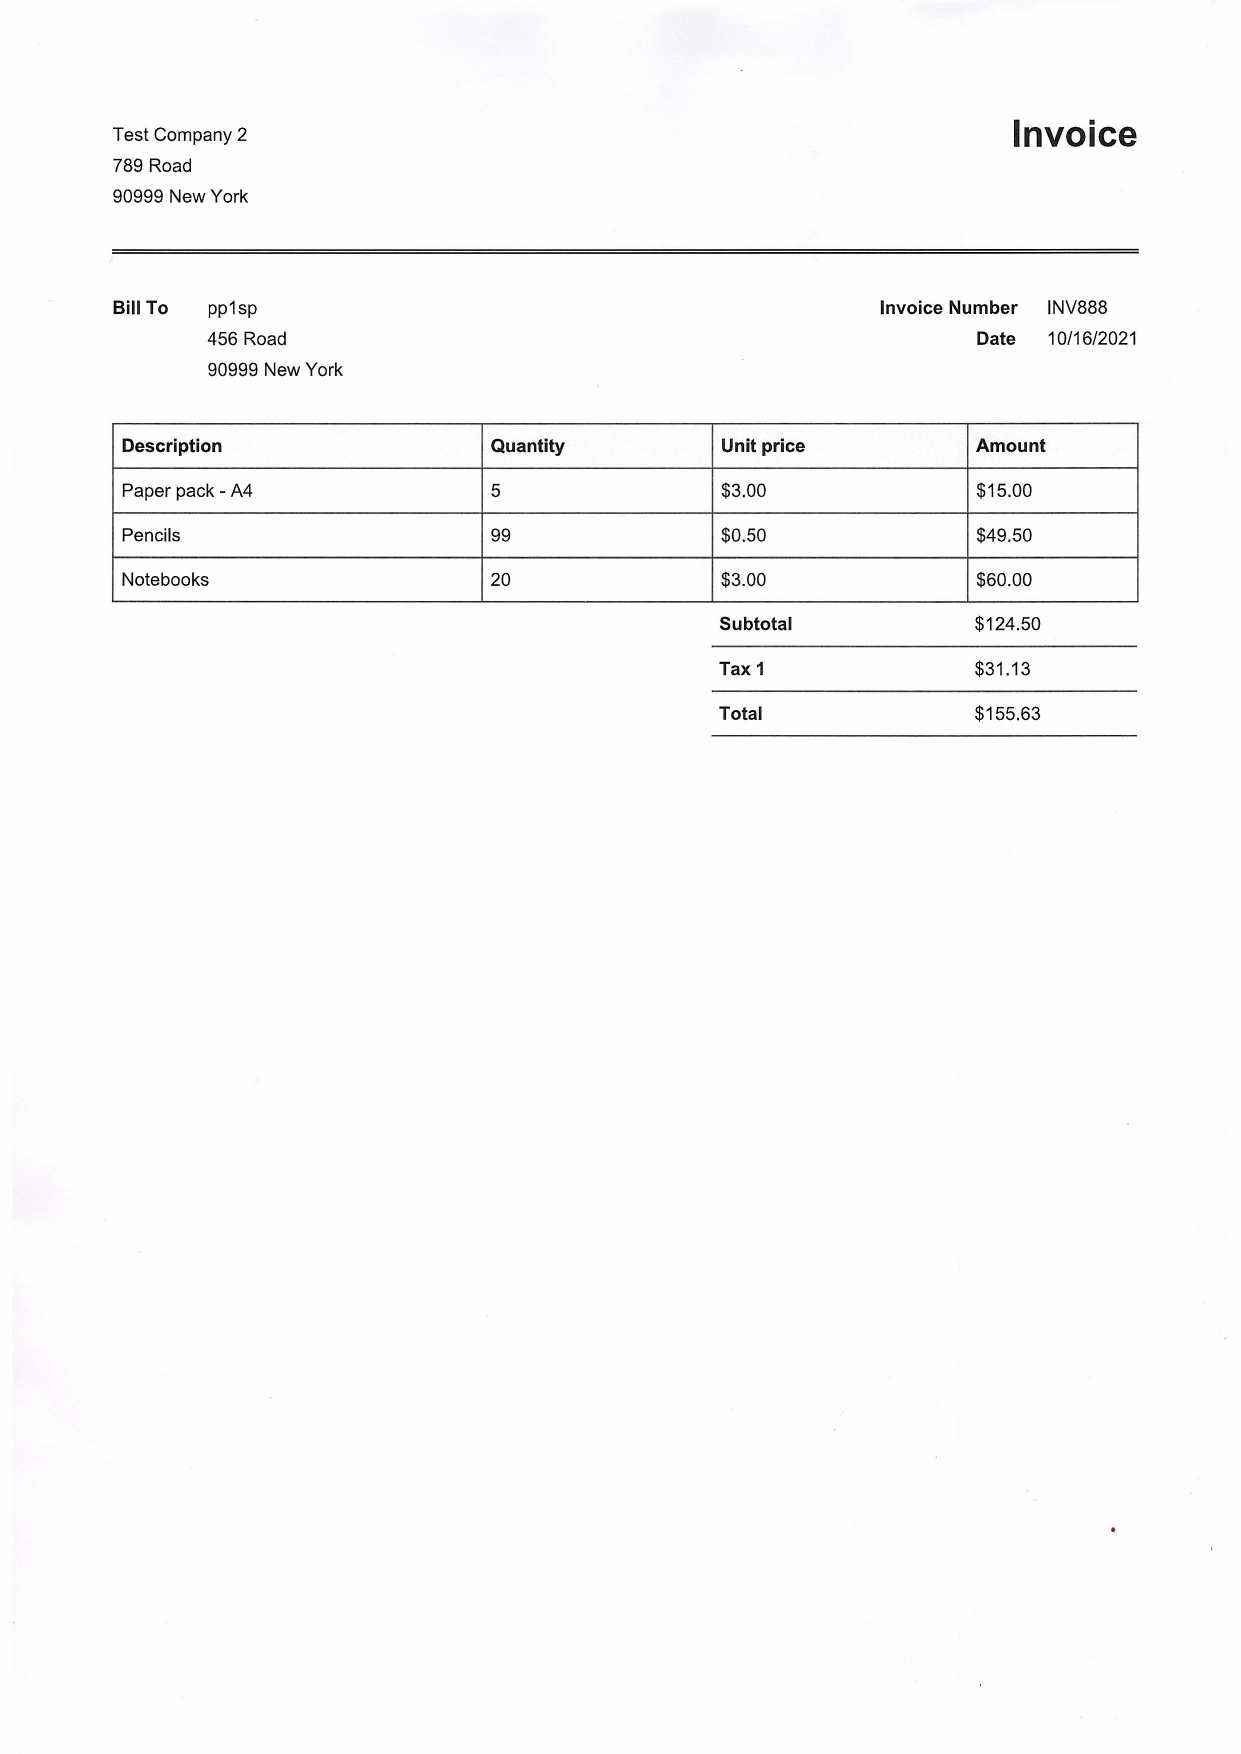 Test Company 2
Invoice
789 Road
90999 New York
Bill To pp1sp
456 Road
90999 New York
Invoice Number INV888
Date 10/16/2021
Description Quantity Unit price Amount
Paper pack - A4 5 $3.00 $15.00
Pencils 99 $0.50 $49.50
Notebooks 20 $3.00 $60.00
Subtotal $124.50
Tax 1 $31.13
Total $155.63